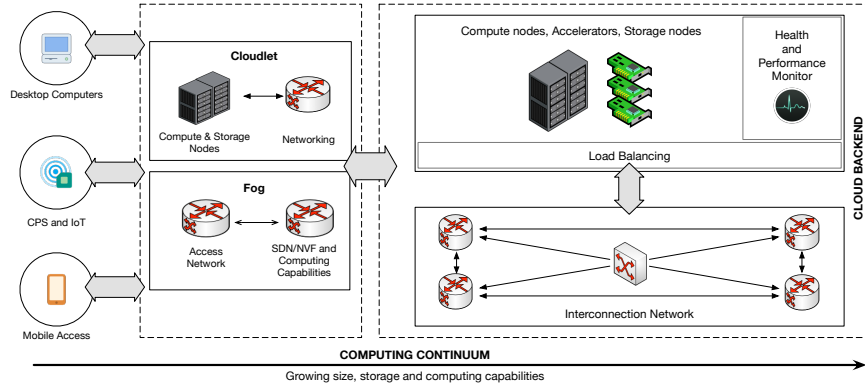 Desktop Computers
CPS and IoT
Mobile Access
Cloudlet
Compute & Storage
Nodes
Networking
Fog
Access
Network
SDN/NVF and
Computing
Capabilities
Compute nodes, Accelerators, Storage nodes
Health
and
Performance
Monitor
Load Balancing
Interconnection Network
CLOUD BACKEND
COMPUTING CONTINUUM
Growing size, storage and computing capabilities